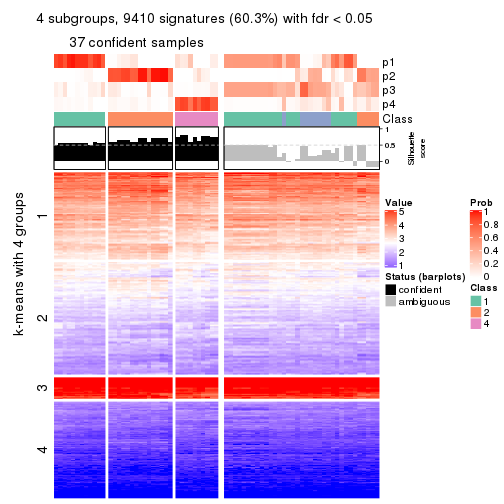 4 subgroups, 9410 signatures (60.3%) with fdr < 0.05
37 confident samples
p1
p2
p3
p4
Class
1
0.5
0
Silhouette
score
k-means with 4 groups
1
2
3
4
Value
5
4
3
2
1
Status (barplots)
confident
ambiguous
Prob
1
0.8
0.6
0.4
0.2
0
Class
1
2
4